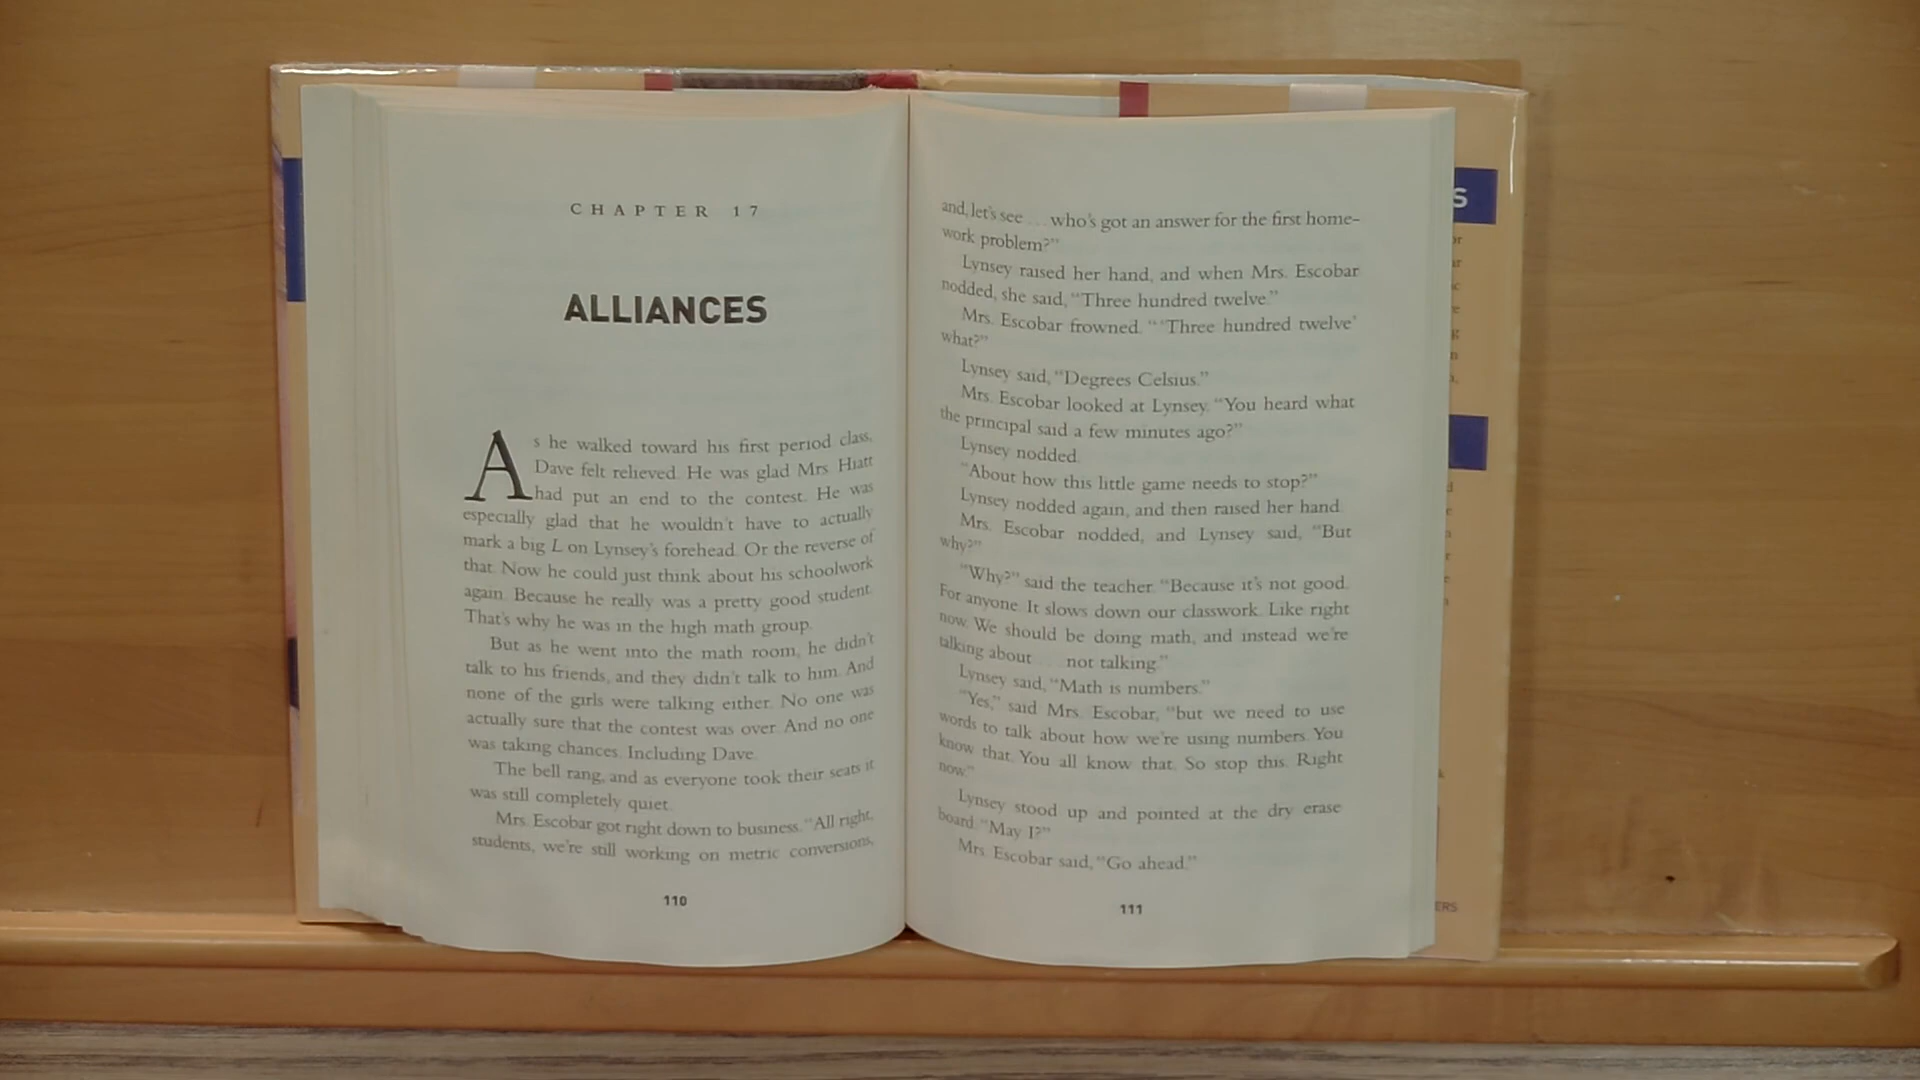 CHAPTER 17
ALLIANCES
As he walked toward his first period class,
Dave felt relieved. He was glad Mrs. Hiatt
had put an end to the contest. He was
especially glad that he wouldn't have to actually
mark a big L on Lynsey's forehead. Or the reverse of
that. Now he could just think about his schoolwork
again. Because he really was a pretty good student.
That's why he was in the high math group.
But as he went into the math room, he didn't
talk to his friends, and they didn't talk to him. And
none of the girls were talking either. No one was
actually sure that the contest was over. And no one
was taking chances. Including Dave.
The bell rang, and as everyone took their seats it
was still completely quiet.
Mrs. Escobar got right down to business. “All right,
students, we're still working on metric conversions,
110
and, let's see . . . who's got an answer for the first home-
work problem?”
Lynsey raised her hand, and when Mrs. Escobar
nodded, she said, “Three hundred twelve.”
Mrs. Escobar frowned. “ ‘Three hundred twelve’
what?”
Lynsey said, “Degrees Celsius.”
Mrs. Escobar looked at Lynsey. “You heard what
the principal said a few minutes ago?”
Lynsey nodded.
“About how this little game needs to stop?”
Lynsey nodded again, and then raised her hand.
Mrs. Escobar nodded, and Lynsey said, “But
why?”
“Why?” said the teacher. “Because it's not good.
For anyone. It slows down our classwork. Like right
now. We should be doing math, and instead we're
talking about . . . not talking.”
Lynsey said, “Math is numbers.”
“Yes,” said Mrs. Escobar, “but we need to use
words to talk about how we're using numbers. You
know that. You all know that. So stop this. Right
now.”
Lynsey stood up and pointed at the dry erase
board. “May I?”
Mrs. Escobar said, “Go ahead.”
111
S
ERS